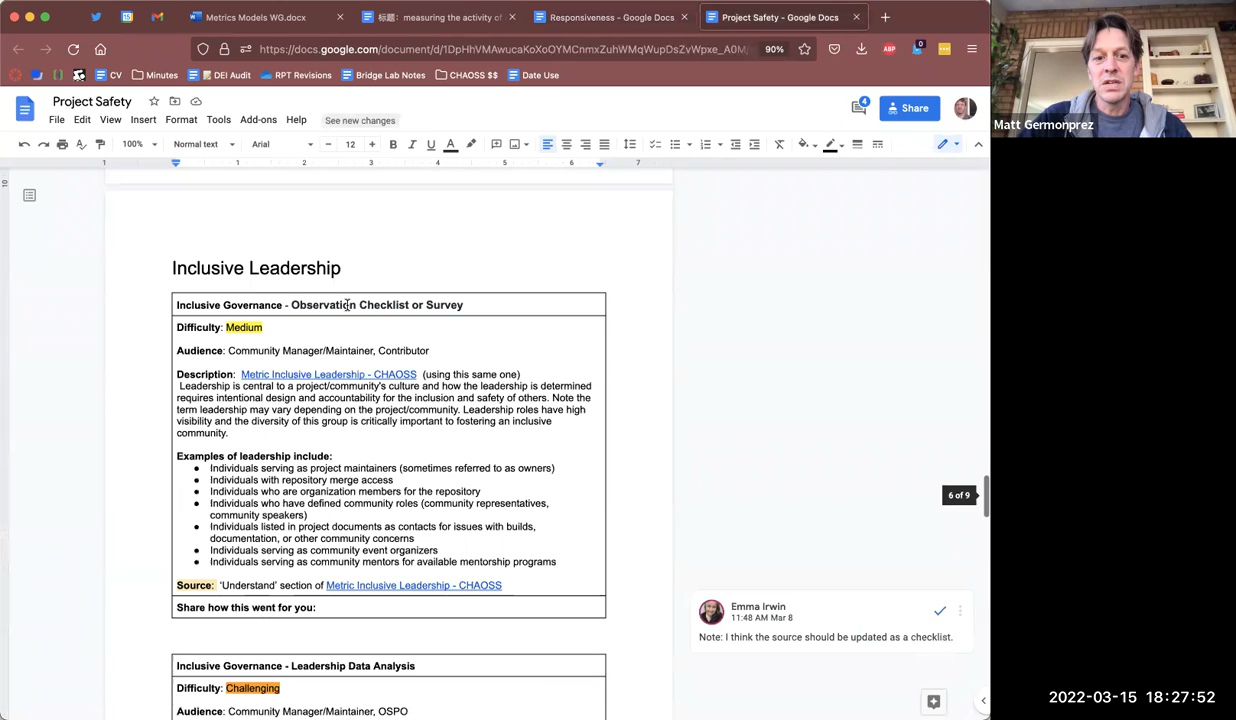 Metrics Models WG.docx
标题：measuring the activity of
Responsiveness - Google Docs
Project Safety - Google Docs
https://docs.google.com/document/d/1DpHhVMAwucaKoXoOYMCnmxZuhWMqWupDsZvWpxe_A0M
90%
ABP
0
CV
Minutes
DEI Audit
RPT Revisions
Bridge Lab Notes
CHAOSS $$
Date Use
Project Safety
File Edit View Insert Format Tools Add-ons Help
See new changes
4
Share
100%
Normal text
Arial
12
B I U A
1 1 2 3 4 5 6 7
Inclusive Leadership
Inclusive Governance - Observation Checklist or Survey
Difficulty: Medium
Audience: Community Manager/Maintainer, Contributor
Description: Metric Inclusive Leadership - CHAOSS (using this same one)
Leadership is central to a project/community's culture and how the leadership is determined
requires intentional design and accountability for the inclusion and safety of others. Note the
term leadership may vary depending on the project/community. Leadership roles have high
visibility and the diversity of this group is critically important to fostering an inclusive
community.
Examples of leadership include:
● Individuals serving as project maintainers (sometimes referred to as owners)
● Individuals with repository merge access
● Individuals who are organization members for the repository
● Individuals who have defined community roles (community representatives,
community speakers)
● Individuals listed in project documents as contacts for issues with builds,
documentation, or other community concerns
● Individuals serving as community event organizers
● Individuals serving as community mentors for available mentorship programs
Source: 'Understand' section of Metric Inclusive Leadership - CHAOSS
Share how this went for you:
Inclusive Governance - Leadership Data Analysis
Difficulty: Challenging
Audience: Community Manager/Maintainer, OSPO
6 of 9
Emma Irwin
11:48 AM Mar 8
Note: I think the source should be updated as a checklist.
Matt Germonprez
2022-03-15 18:27:52